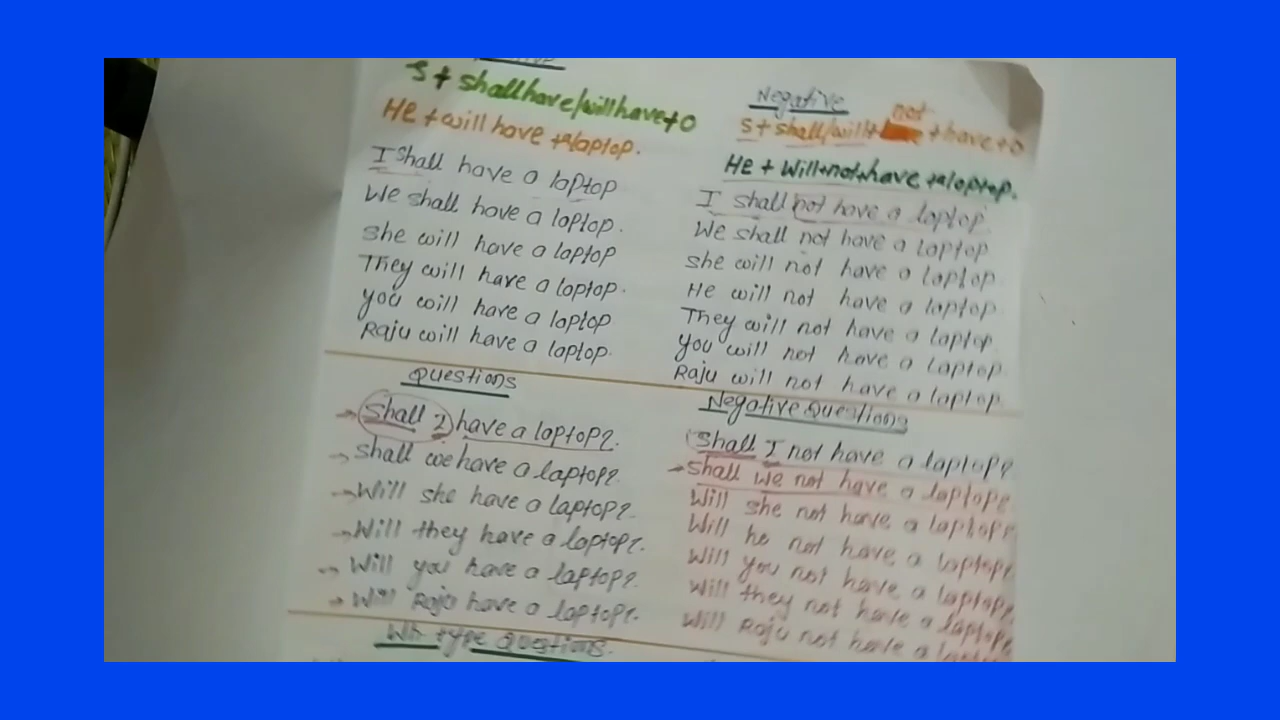 S + shall have/will have + O
He + will have + a laptop.
I shall have a laptop
We shall have a laptop.
She will have a laptop
They will have a laptop.
you will have a laptop
Raju will have a laptop.
Negative
not
S + shall/will + + have + O
He + Will + not + have + a laptop.
I shall not have a laptop.
We shall not have a laptop
She will not have a laptop
He will not have a laptop
They will not have a laptop.
you will not have a laptop
Raju will not have a laptop.
Questions
Shall I have a laptop?
Shall we have a laptop?
Will she have a laptop?
Will they have a laptop?
Will you have a laptop?
Will Raju have a laptop?
Negative Questions
Shall I not have a laptop?
Shall we not have a laptop?
Will she not have a laptop?
Will he not have a laptop?
Will you not have a laptop?
Will they not have a laptop?
Will Raju not have a
Wh type Questions.